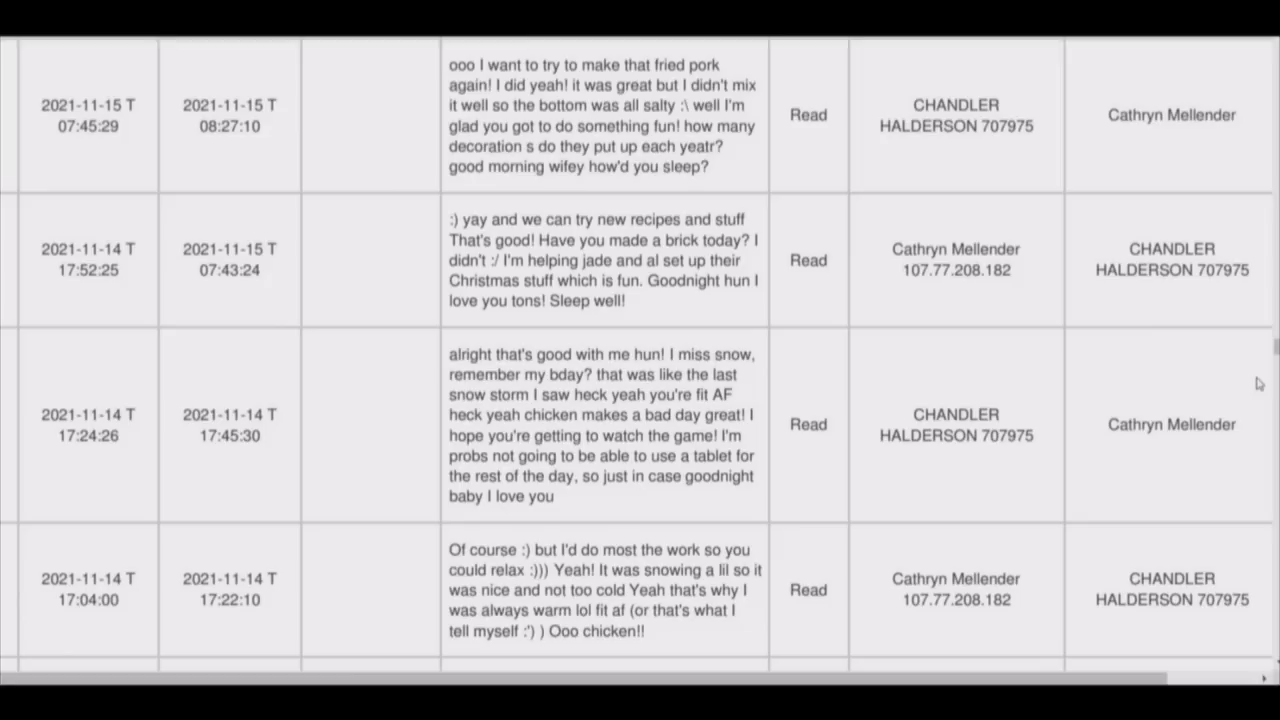 2021-11-15 T
07:45:29
2021-11-15 T
08:27:10
ooo I want to try to make that fried pork
again! I did yeah! it was great but I didn't mix
it well so the bottom was all salty :\ well I'm
glad you got to do something fun! how many
decoration s do they put up each yeatr?
good morning wifey how'd you sleep?
Read
CHANDLER
HALDERSON 707975
Cathryn Mellender
2021-11-14 T
17:52:25
2021-11-15 T
07:43:24
:) yay and we can try new recipes and stuff
That's good! Have you made a brick today? I
didn't :/ I'm helping jade and al set up their
Christmas stuff which is fun. Goodnight hun I
love you tons! Sleep well!
Read
Cathryn Mellender
107.77.208.182
CHANDLER
HALDERSON 707975
2021-11-14 T
17:24:26
2021-11-14 T
17:45:30
alright that's good with me hun! I miss snow,
remember my bday? that was like the last
snow storm I saw heck yeah you're fit AF
heck yeah chicken makes a bad day great! I
hope you're getting to watch the game! I'm
probs not going to be able to use a tablet for
the rest of the day, so just in case goodnight
baby I love you
Read
CHANDLER
HALDERSON 707975
Cathryn Mellender
2021-11-14 T
17:04:00
2021-11-14 T
17:22:10
Of course :) but I'd do most the work so you
could relax :))) Yeah! It was snowing a lil so it
was nice and not too cold Yeah that's why I
was always warm lol fit af (or that's what I
tell myself :') ) Ooo chicken!!
Read
Cathryn Mellender
107.77.208.182
CHANDLER
HALDERSON 707975